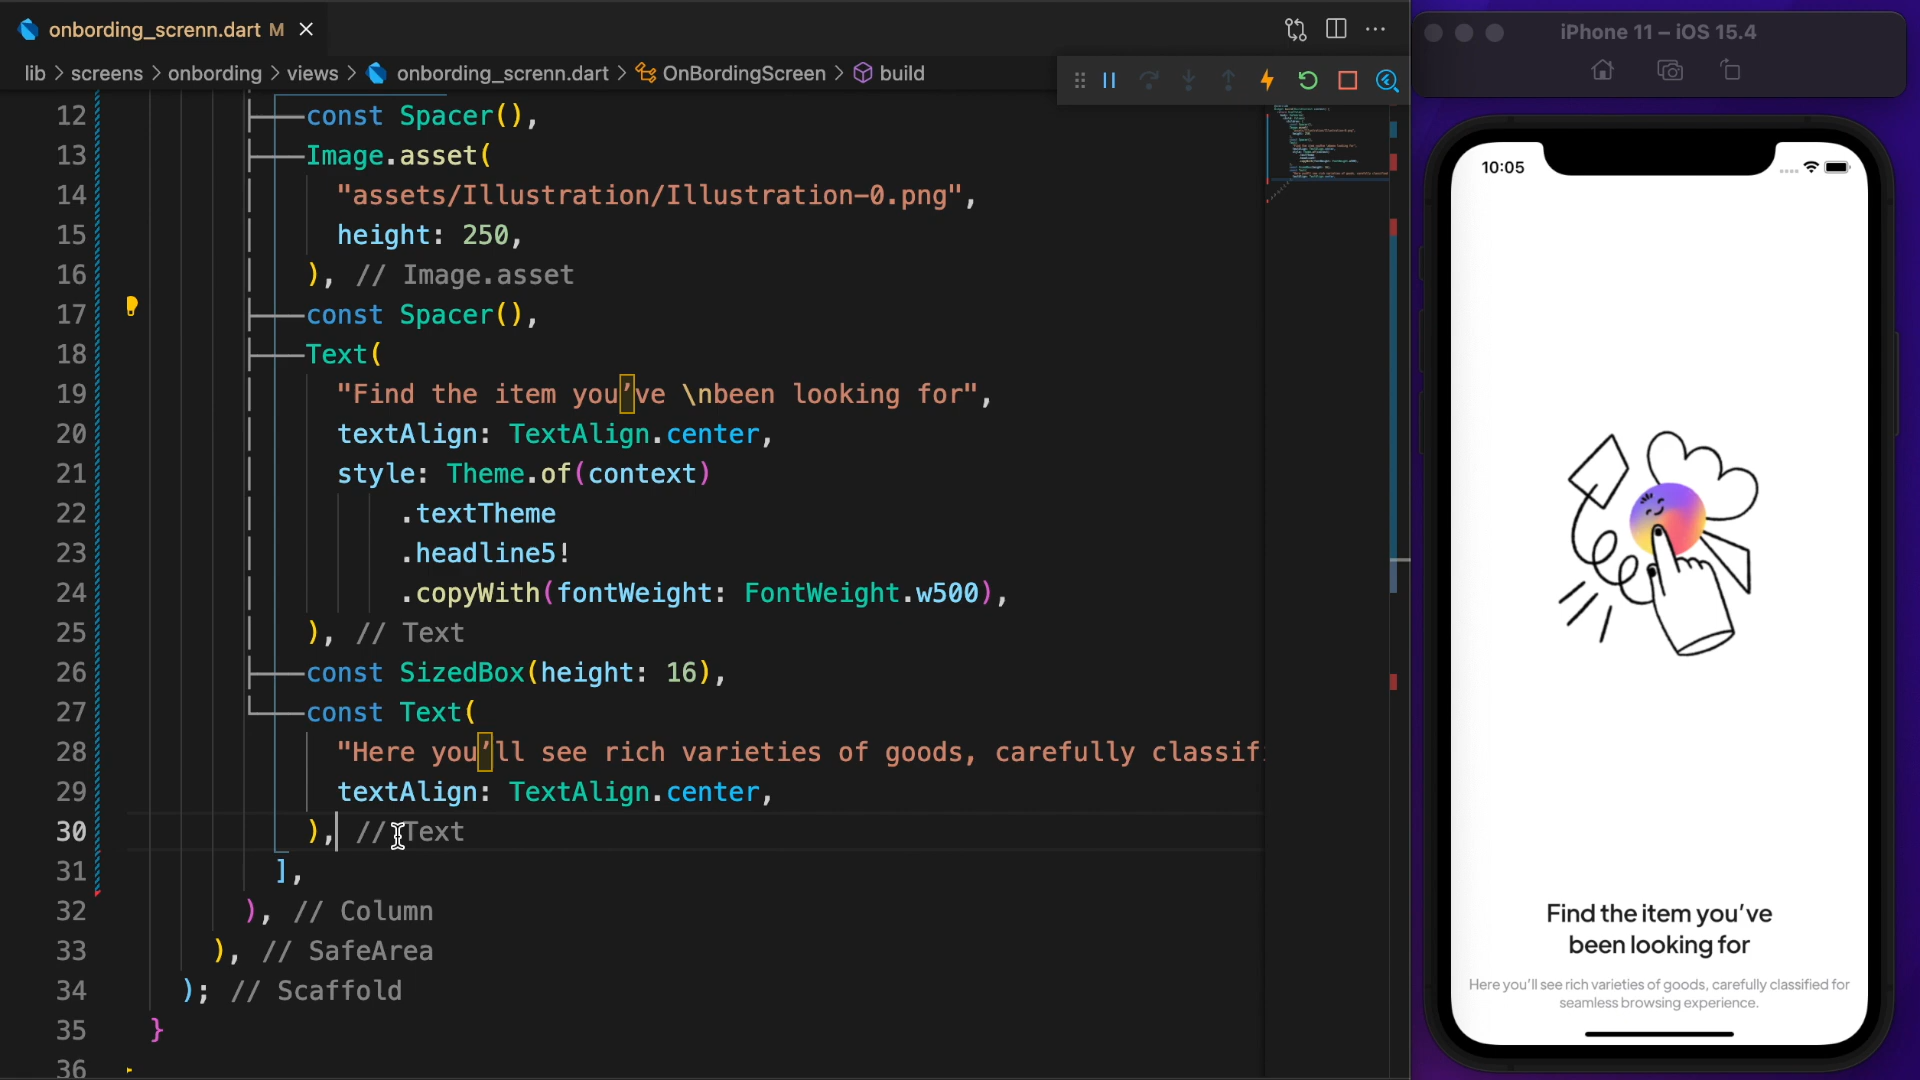 onbording_screnn.dart M
lib > screens > onbording > views > onbording_screnn.dart > OnBordingScreen > build
12 const Spacer(),
13 Image.asset(
14 "assets/Illustration/Illustration-0.png",
15 height: 250,
16 ), // Image.asset
17 const Spacer(),
18 Text(
19 "Find the item you’ve \nbeen looking for",
20 textAlign: TextAlign.center,
21 style: Theme.of(context)
22 .textTheme
23 .headline5!
24 .copyWith(fontWeight: FontWeight.w500),
25 ), // Text
26 const SizedBox(height: 16),
27 const Text(
28 "Here you’ll see rich varieties of goods, carefully classif
29 textAlign: TextAlign.center,
30 ), // Text
31 ],
32 ), // Column
33 ), // SafeArea
34 ); // Scaffold
35 }
36
iPhone 11 – iOS 15.4
10:05
Find the item you’ve
been looking for
Here you’ll see rich varieties of goods, carefully classified for
seamless browsing experience.